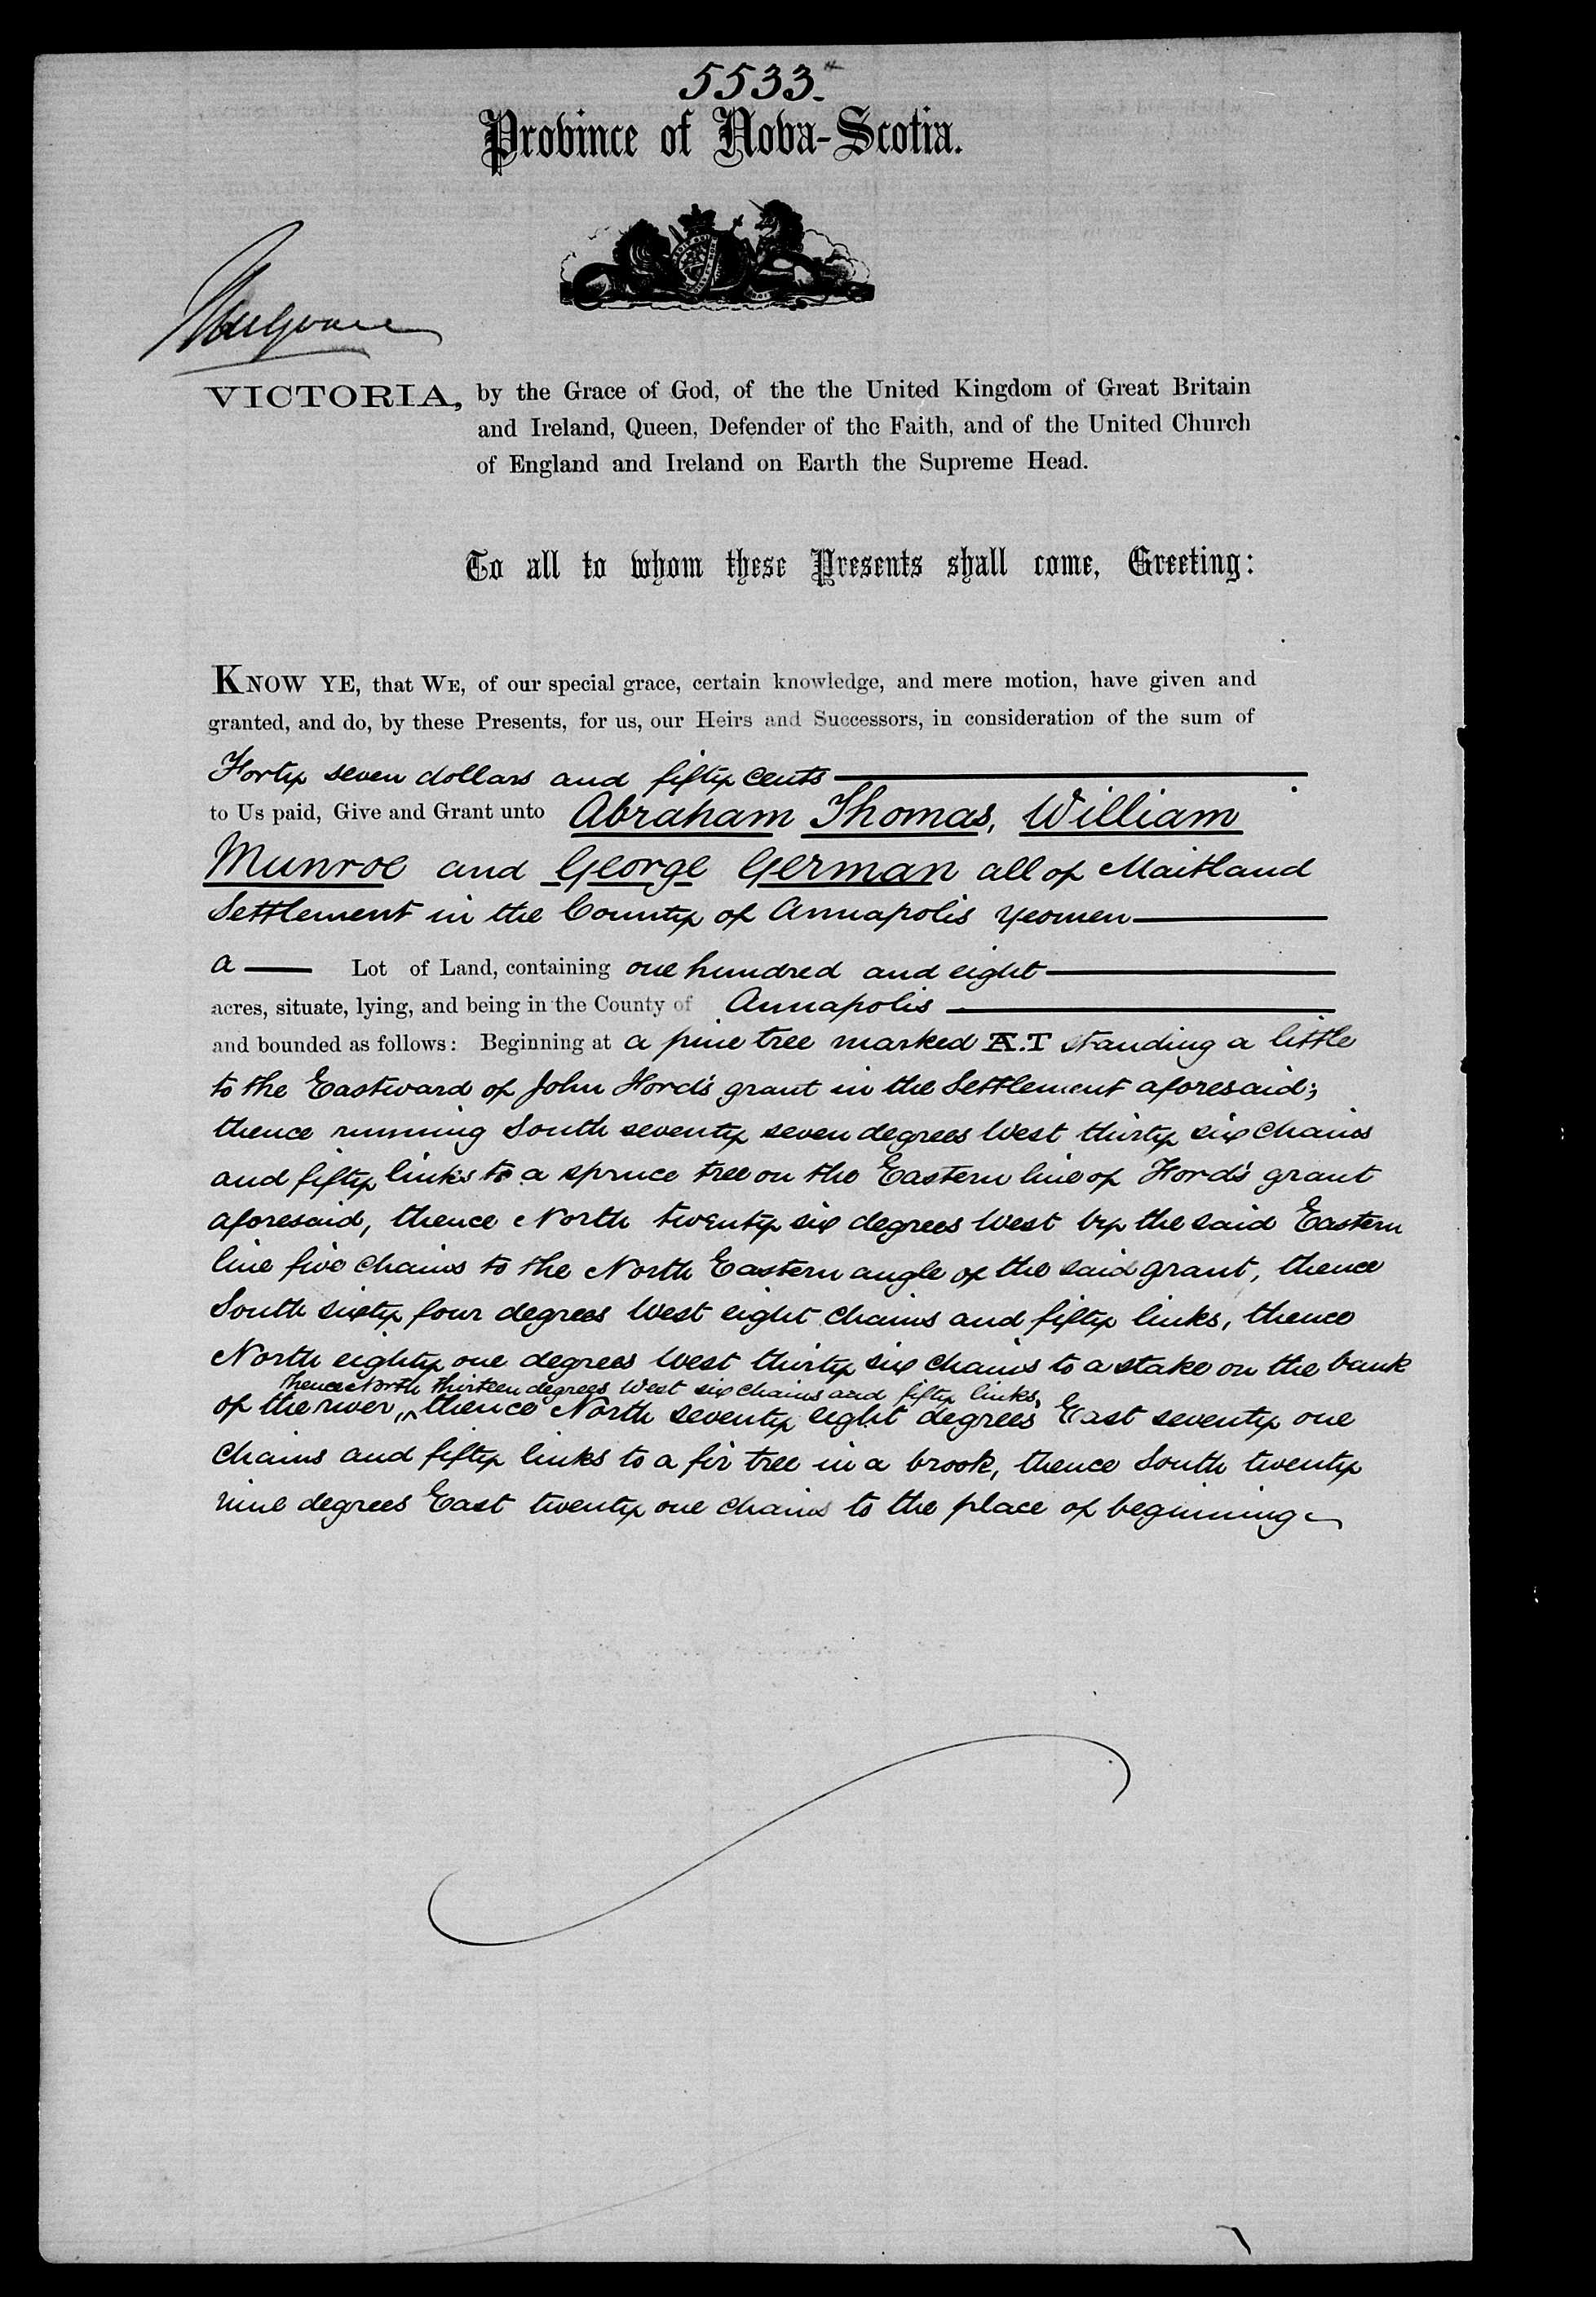 5533
Province of Nova-Scotia.
Mulgrave
VICTORIA, by the Grace of God, of the the United Kingdom of Great Britain
and Ireland, Queen, Defender of the Faith, and of the United Church
of England and Ireland on Earth the Supreme Head.
To all to whom these Presents shall come, Greeting:
KNOW YE, that WE, of our special grace, certain knowledge, and mere motion, have given and
granted, and do, by these Presents, for us, our Heirs and Successors, in consideration of the sum of
Forty seven dollars and fifty cents
to Us paid, Give and Grant unto Abraham Thomas, William
Munroe and George German all of Maitland
Settlement in the County of Annapolis yeomen
a Lot of Land, containing one hundred and eight
acres, situate, lying, and being in the County of Annapolis
and bounded as follows: Beginning at a pine tree marked A.T standing a little
to the Eastward of John Hord's grant in the Settlement aforesaid;
thence running South seventy seven degrees West thirty six chains
and fifty links to a spruce tree on the Eastern line of Hord's grant
aforesaid, thence North twenty six degrees West by the said Eastern
line five chains to the North Eastern angle of the said grant, thence
South sixty four degrees West eight chains and fifty links, thence
North eighty one degrees West thirty six chains to a stake on the bank
thence North thirteen degrees West six chains and fifty links,
of the river, thence North seventy eight degrees East seventy one
chains and fifty links to a fir tree in a brook, thence South twenty
nine degrees East twenty one chains to the place of beginning